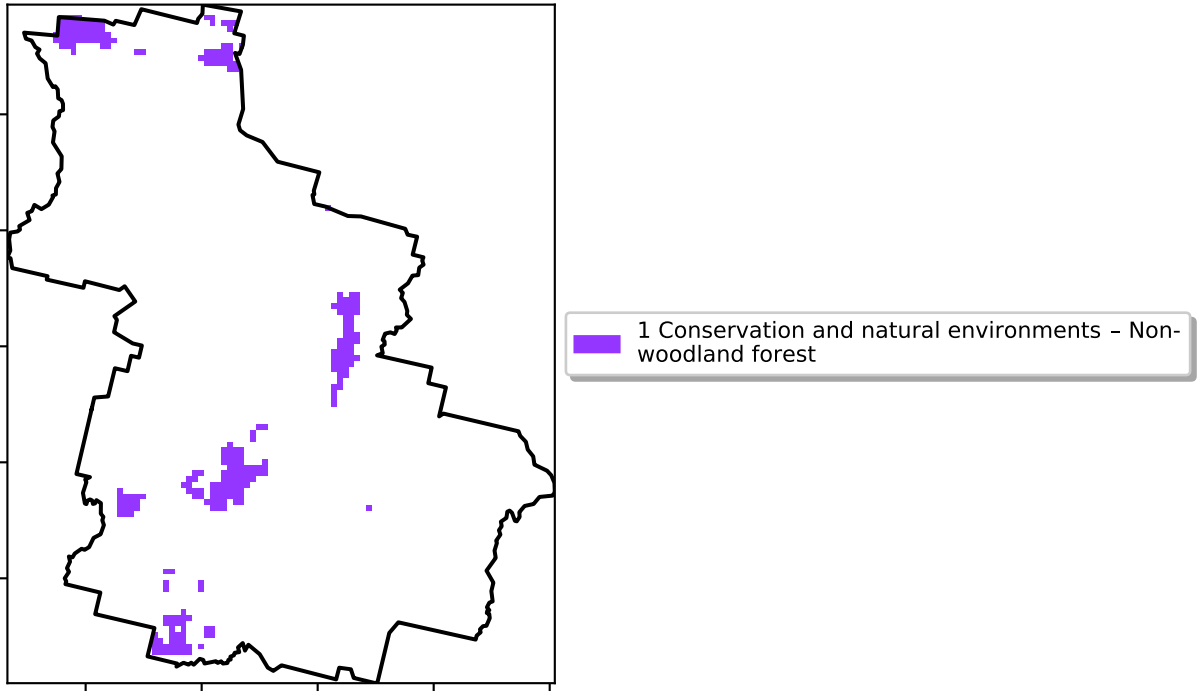 1 Conservation and natural environments – Non-
woodland forest